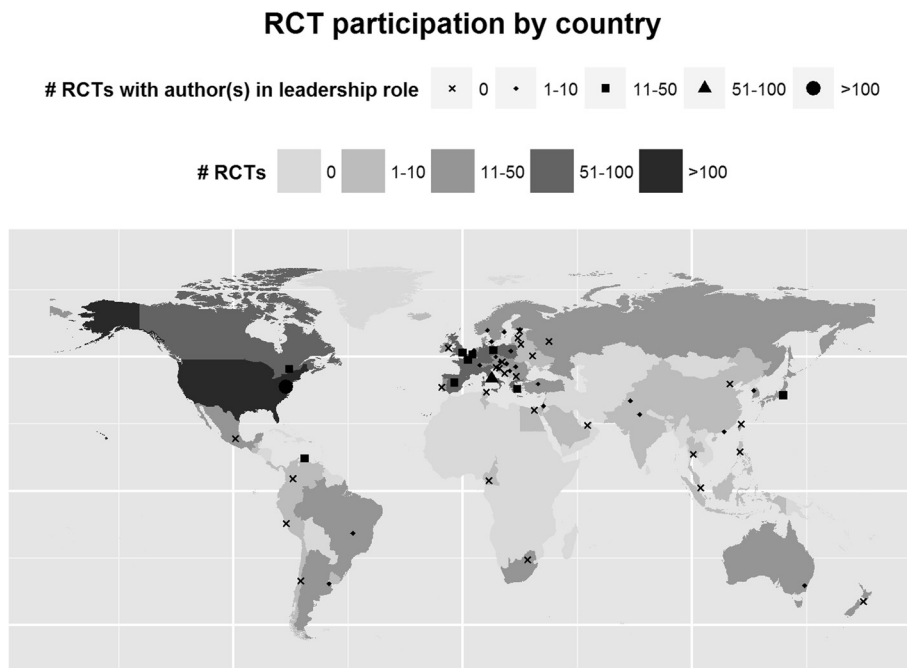 RCT participation by country
# RCTs with author(s) in leadership role 0 1-10 11-50 51-100 >100
# RCTs 0 1-10 11-50 51-100 >100